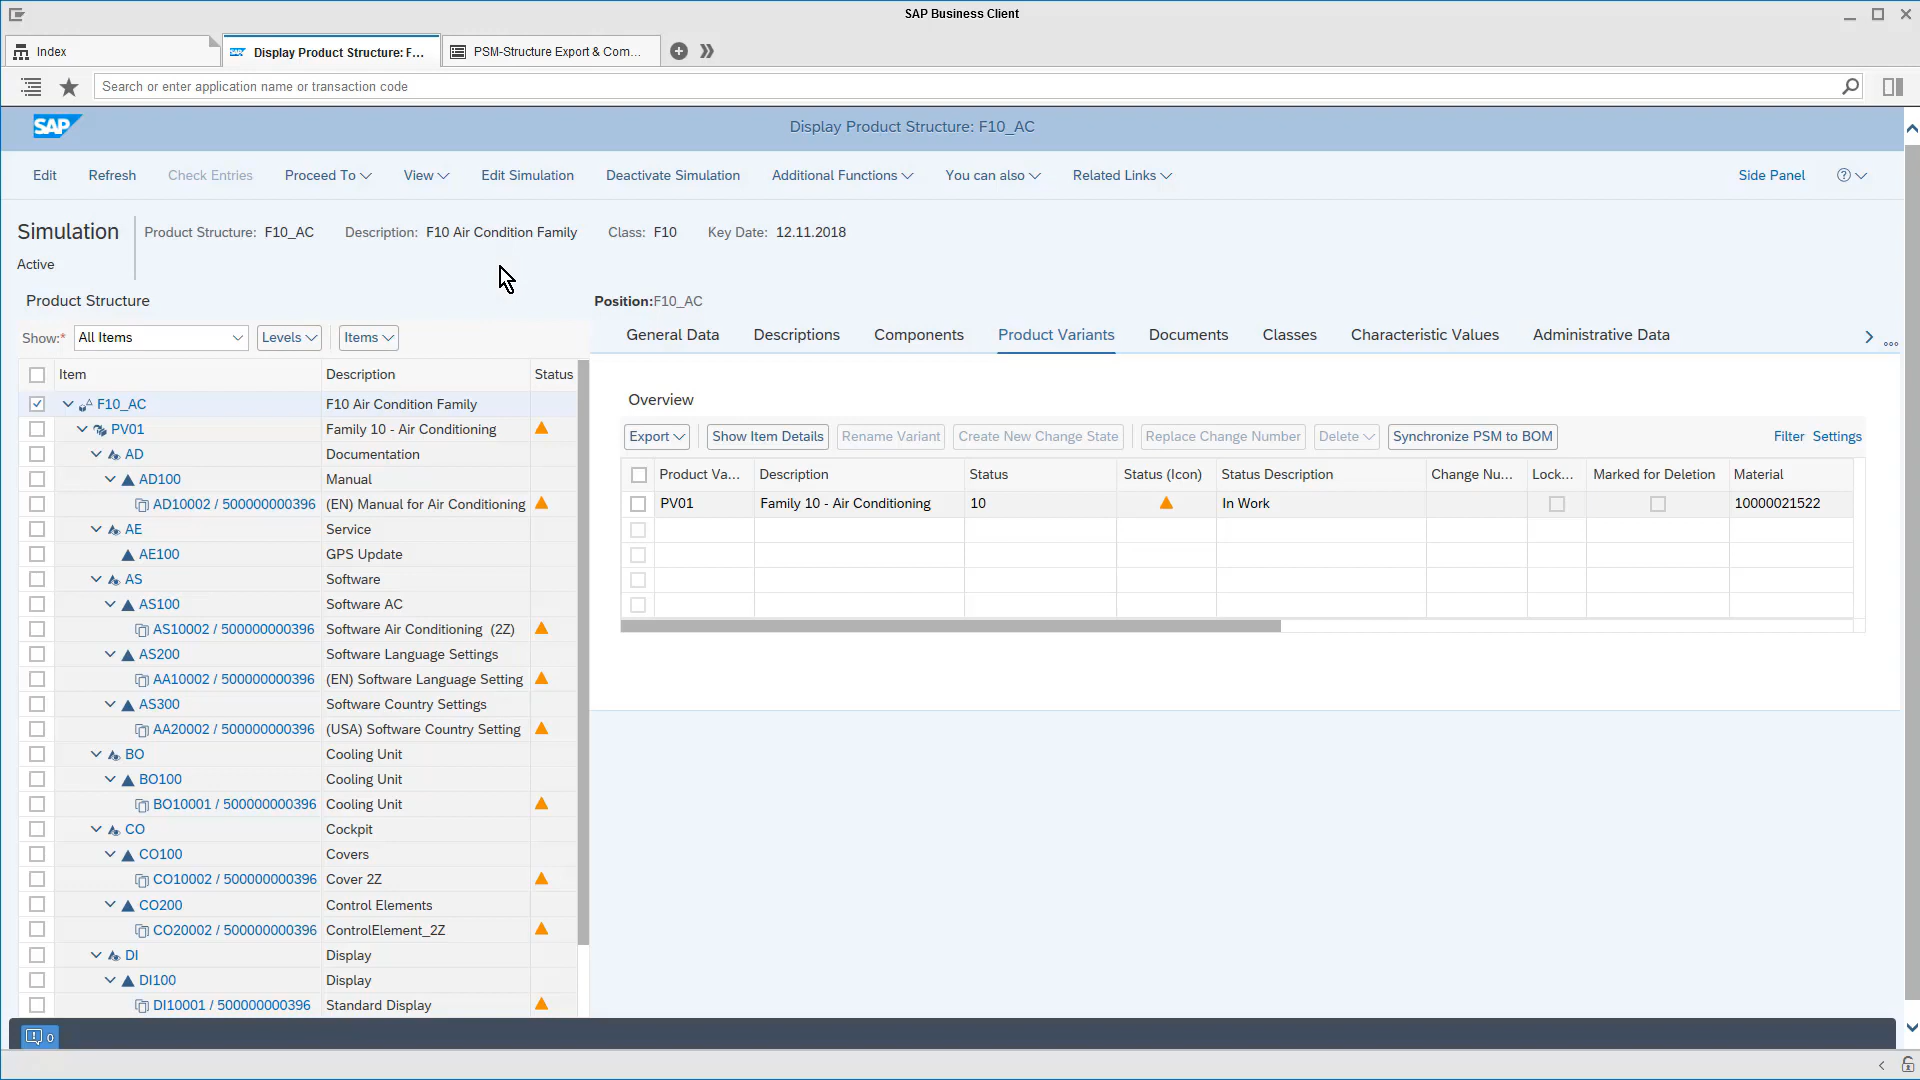 SAP Business Client
Index
Display Product Structure: F...
PSM-Structure Export & Com...
Search or enter application name or transaction code
SAP
Display Product Structure: F10_AC
Edit
Refresh
Check Entries
Proceed To
View
Edit Simulation
Deactivate Simulation
Additional Functions
You can also
Related Links
Side Panel
Simulation
Product Structure: F10_AC
Description: F10 Air Condition Family
Class: F10
Key Date: 12.11.2018
Active
Product Structure
Position:F10_AC
Show:* All Items
Levels
Items
General Data
Descriptions
Components
Product Variants
Documents
Classes
Characteristic Values
Administrative Data
Item Description Status
F10_AC F10 Air Condition Family
PV01 Family 10 - Air Conditioning
AD Documentation
AD100 Manual
AD10002 / 500000000396 (EN) Manual for Air Conditioning
AE Service
AE100 GPS Update
AS Software
AS100 Software AC
AS10002 / 500000000396 Software Air Conditioning (2Z)
AS200 Software Language Settings
AA10002 / 500000000396 (EN) Software Language Setting
AS300 Software Country Settings
AA20002 / 500000000396 (USA) Software Country Setting
BO Cooling Unit
BO100 Cooling Unit
BO10001 / 500000000396 Cooling Unit
CO Cockpit
CO100 Covers
CO10002 / 500000000396 Cover 2Z
CO200 Control Elements
CO20002 / 500000000396 ControlElement_2Z
DI Display
DI100 Display
DI10001 / 500000000396 Standard Display
Overview
Export
Show Item Details
Rename Variant
Create New Change State
Replace Change Number
Delete
Synchronize PSM to BOM
Filter
Settings
Product Va... Description Status Status (Icon) Status Description Change Nu... Lock... Marked for Deletion Material
PV01 Family 10 - Air Conditioning 10 In Work 10000021522
0